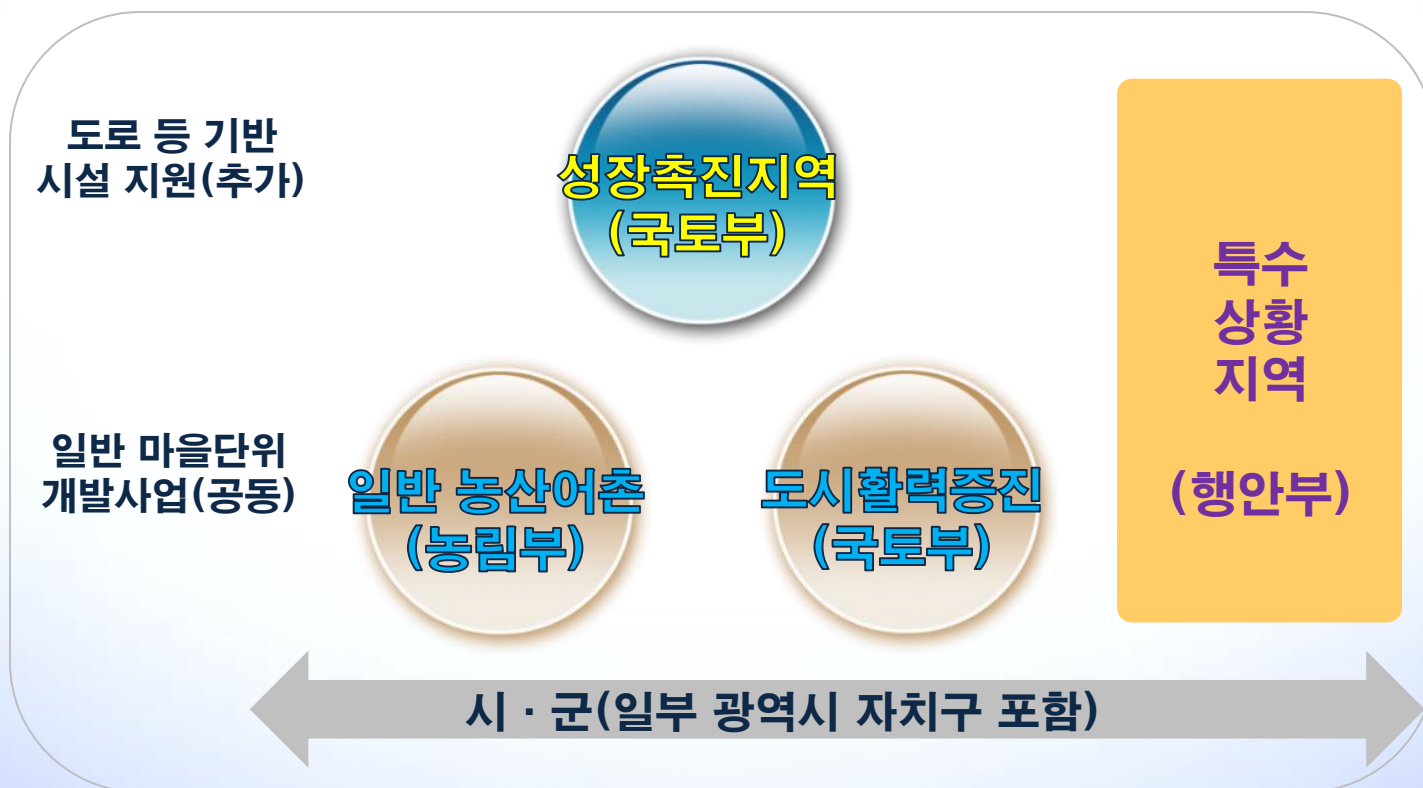 도로 등 기반
시설 지원(추가)
성장촉진지역
(국토부)
특수
상황
지역
(행안부)
일반 마을단위
개발사업(공동)
일반 농산어촌
(농림부)
도시활력증진
(국토부)
시 · 군(일부 광역시 자치구 포함)